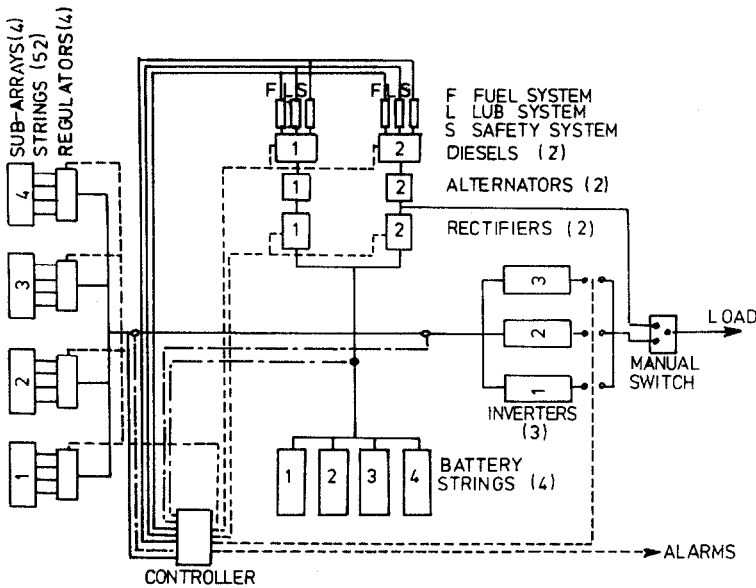 SUB-ARRAYS(4)
STRINGS (52)
REGULATORS(4)
F L S
F L S
F FUEL SYSTEM
L LUB SYSTEM
S SAFETY SYSTEM
1
2
DIESELS (2)
1
2
ALTERNATORS (2)
1
2
RECTIFIERS (2)
4
3
2
1
3
2
1
INVERTERS
(3)
LOAD
MANUAL
SWITCH
1
2
3
4
BATTERY
STRINGS (4)
ALARMS
CONTROLLER